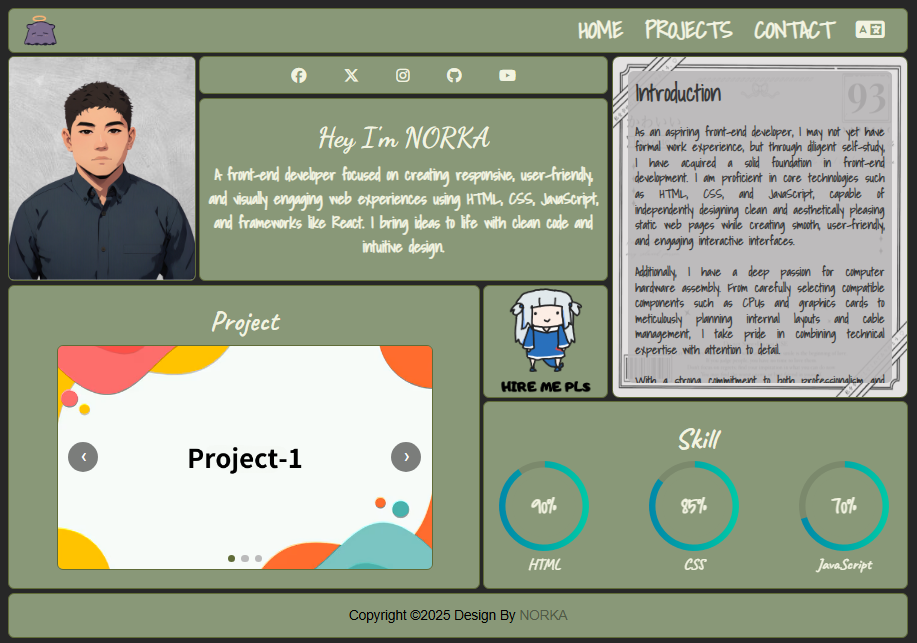 HOME PROJECTS CONTACT
Hey I'm NORKA
A front-end developer focused on creating responsive, user-friendly,
and visually engaging web experiences using HTML, CSS, JavaScript,
and frameworks like React. I bring ideas to life with clean code and
intuitive design.
93
Introduction
As an aspiring front-end developer, I may not yet have
formal work experience, but through diligent self-study,
I have acquired a solid foundation in front-end
development. I am proficient in core technologies such
as HTML, CSS, and JavaScript, capable of
independently designing clean and aesthetically pleasing
static web pages while creating smooth, user-friendly,
and engaging interactive interfaces.
Additionally, I have a deep passion for computer
hardware assembly. From carefully selecting compatible
components such as CPUs and graphics cards to
meticulously planning internal layouts and cable
management, I take pride in combining technical
expertise with attention to detail.
With a strong commitment to both professionalism and
Project
Project-1
HIRE ME PLs
Skill
90% 85% 70%
HTML CSS JavaScript
Copyright ©2025 Design By NORKA